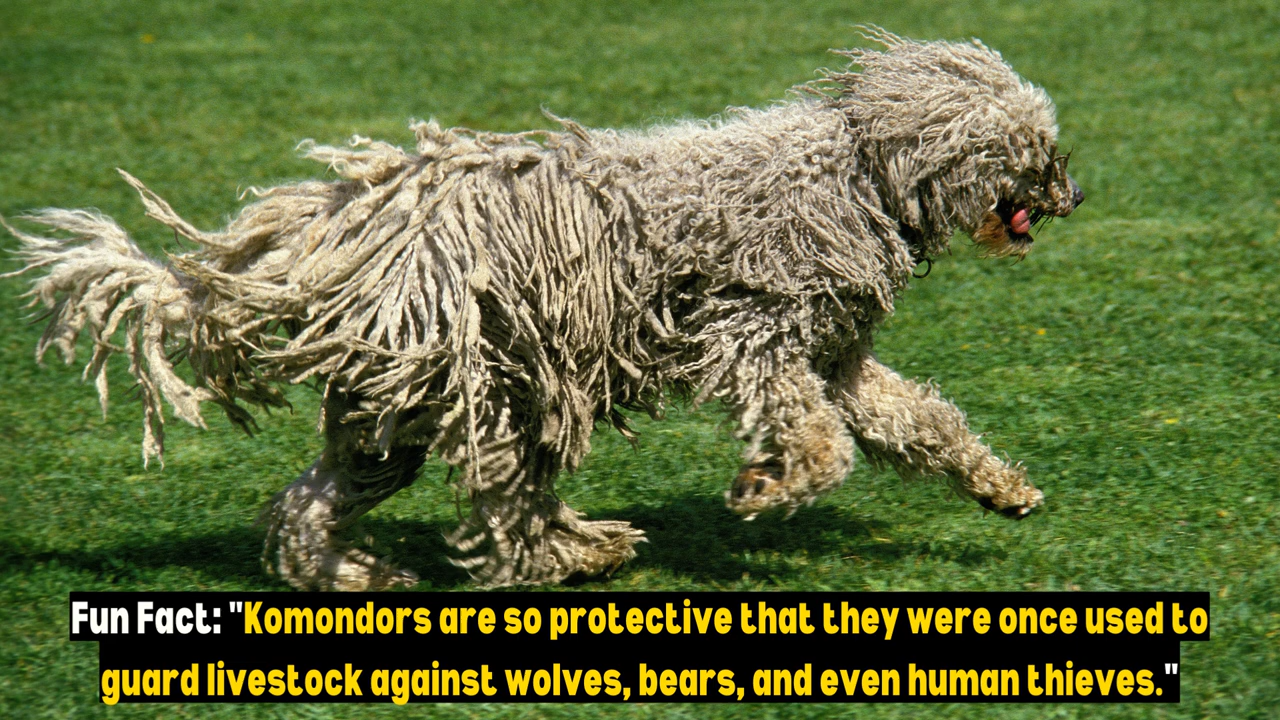 Fun Fact: "Komondors are so protective that they were once used to
guard livestock against wolves, bears, and even human thieves."